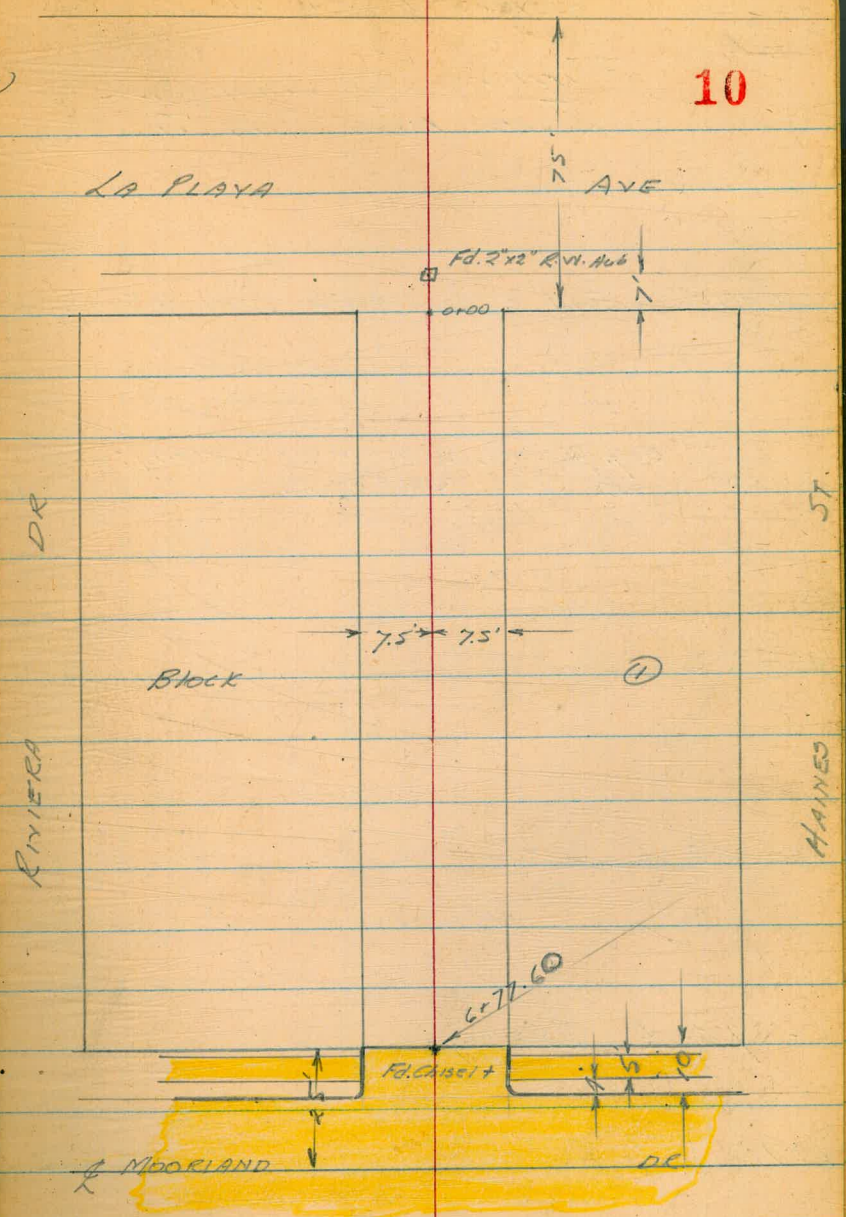 10
75'
LA PLAYA AVE
Fd. 2"x2" R.W. Hub
7'
0+00
DR
ST.
7.5' 7.5'
BLOCK
1
RIVIERA
HAINES
6+77.60
Fd. Chisel +
5'
10'
℄ MOORLAND DR